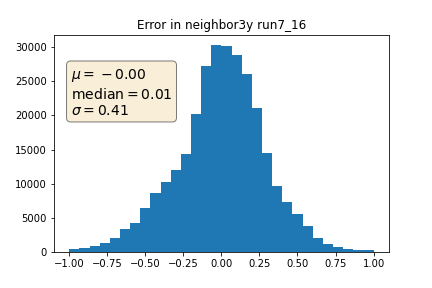 Error in neighbor3y run7_16
30000
25000
20000
15000
10000
5000
0
μ = −0.00
median = 0.01
σ = 0.41
−1.00 −0.75 −0.50 −0.25 0.00 0.25 0.50 0.75 1.00